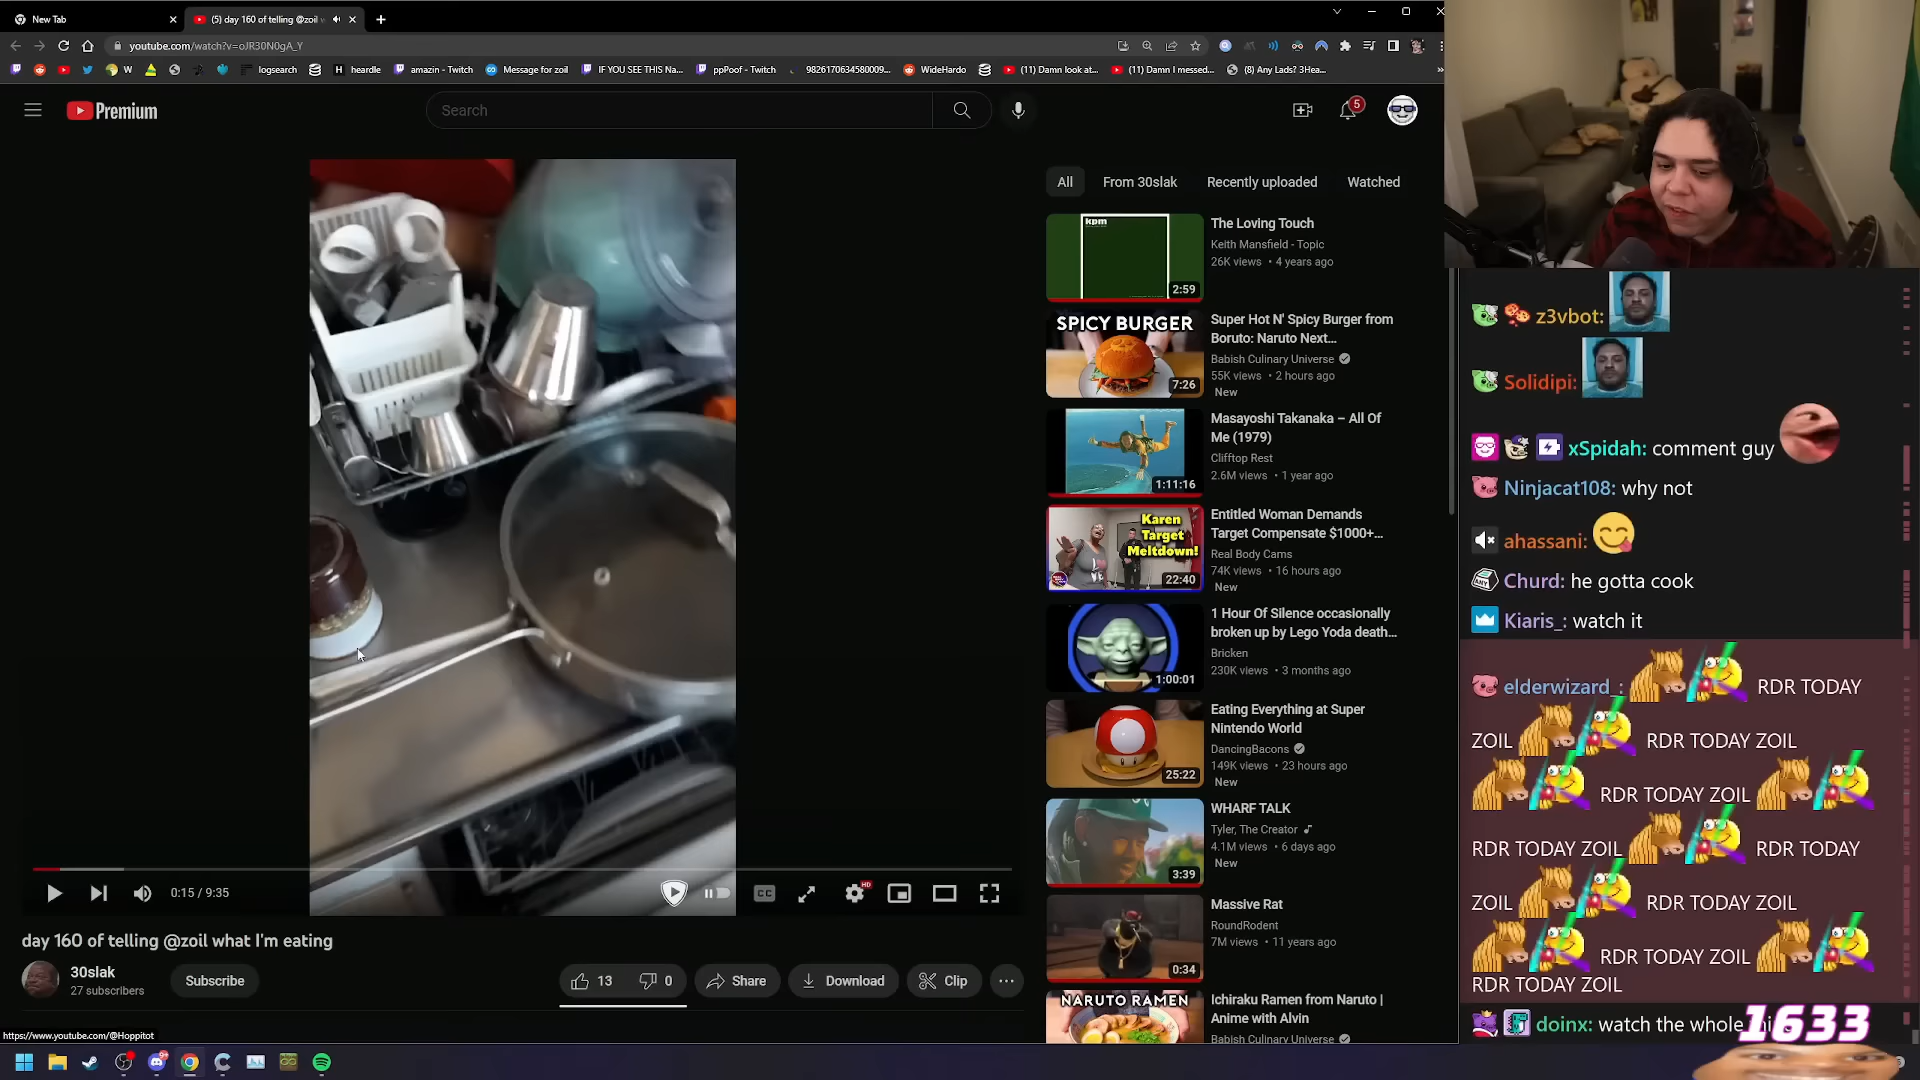 New Tab
(5) day 160 of telling @zoil w
youtube.com/watch?v=oJR30N0gA_Y
W
logsearch
H heardle
amazin - Twitch
Message for zoil
IF YOU SEE THIS Na...
ppPoof - Twitch
9826170634580009...
WideHardo
(11) Damn look at...
(11) Damn I messed...
(8) Any Lads? 3Hea...
Premium
Search
5
All
From 30slak
Recently uploaded
Watched
kpm
2:59
The Loving Touch
Keith Mansfield - Topic
26K views • 4 years ago
SPICY BURGER
7:26
Super Hot N' Spicy Burger from
Boruto: Naruto Next...
Babish Culinary Universe
55K views • 2 hours ago
New
1:11:16
Masayoshi Takanaka – All Of
Me (1979)
Clifftop Rest
2.6M views • 1 year ago
Karen
Target
Meltdown!
22:40
Entitled Woman Demands
Target Compensate $1000+...
Real Body Cams
74K views • 16 hours ago
New
1:00:01
1 Hour Of Silence occasionally
broken up by Lego Yoda death...
Bricken
230K views • 3 months ago
25:22
Eating Everything at Super
Nintendo World
DancingBacons
149K views • 23 hours ago
New
3:39
WHARF TALK
Tyler, The Creator
4.1M views • 6 days ago
New
0:34
Massive Rat
RoundRodent
7M views • 11 years ago
NARUTO RAMEN
Ichiraku Ramen from Naruto |
Anime with Alvin
Babish Culinary Universe
0:15 / 9:35
CC
HD
day 160 of telling @zoil what I'm eating
30slak
27 subscribers
Subscribe
13
0
Share
Download
Clip
https://www.youtube.com/@Hoppitot
z3vbot:
Solidipi:
xSpidah: comment guy
Ninjacat108: why not
ahassani:
Churd: he gotta cook
Kiaris_: watch it
elderwizard_: RDR TODAY
ZOIL RDR TODAY ZOIL
RDR TODAY ZOIL
RDR TODAY ZOIL RDR TODAY
ZOIL RDR TODAY ZOIL
RDR TODAY ZOIL
RDR TODAY ZOIL
doinx: watch the whole
1633